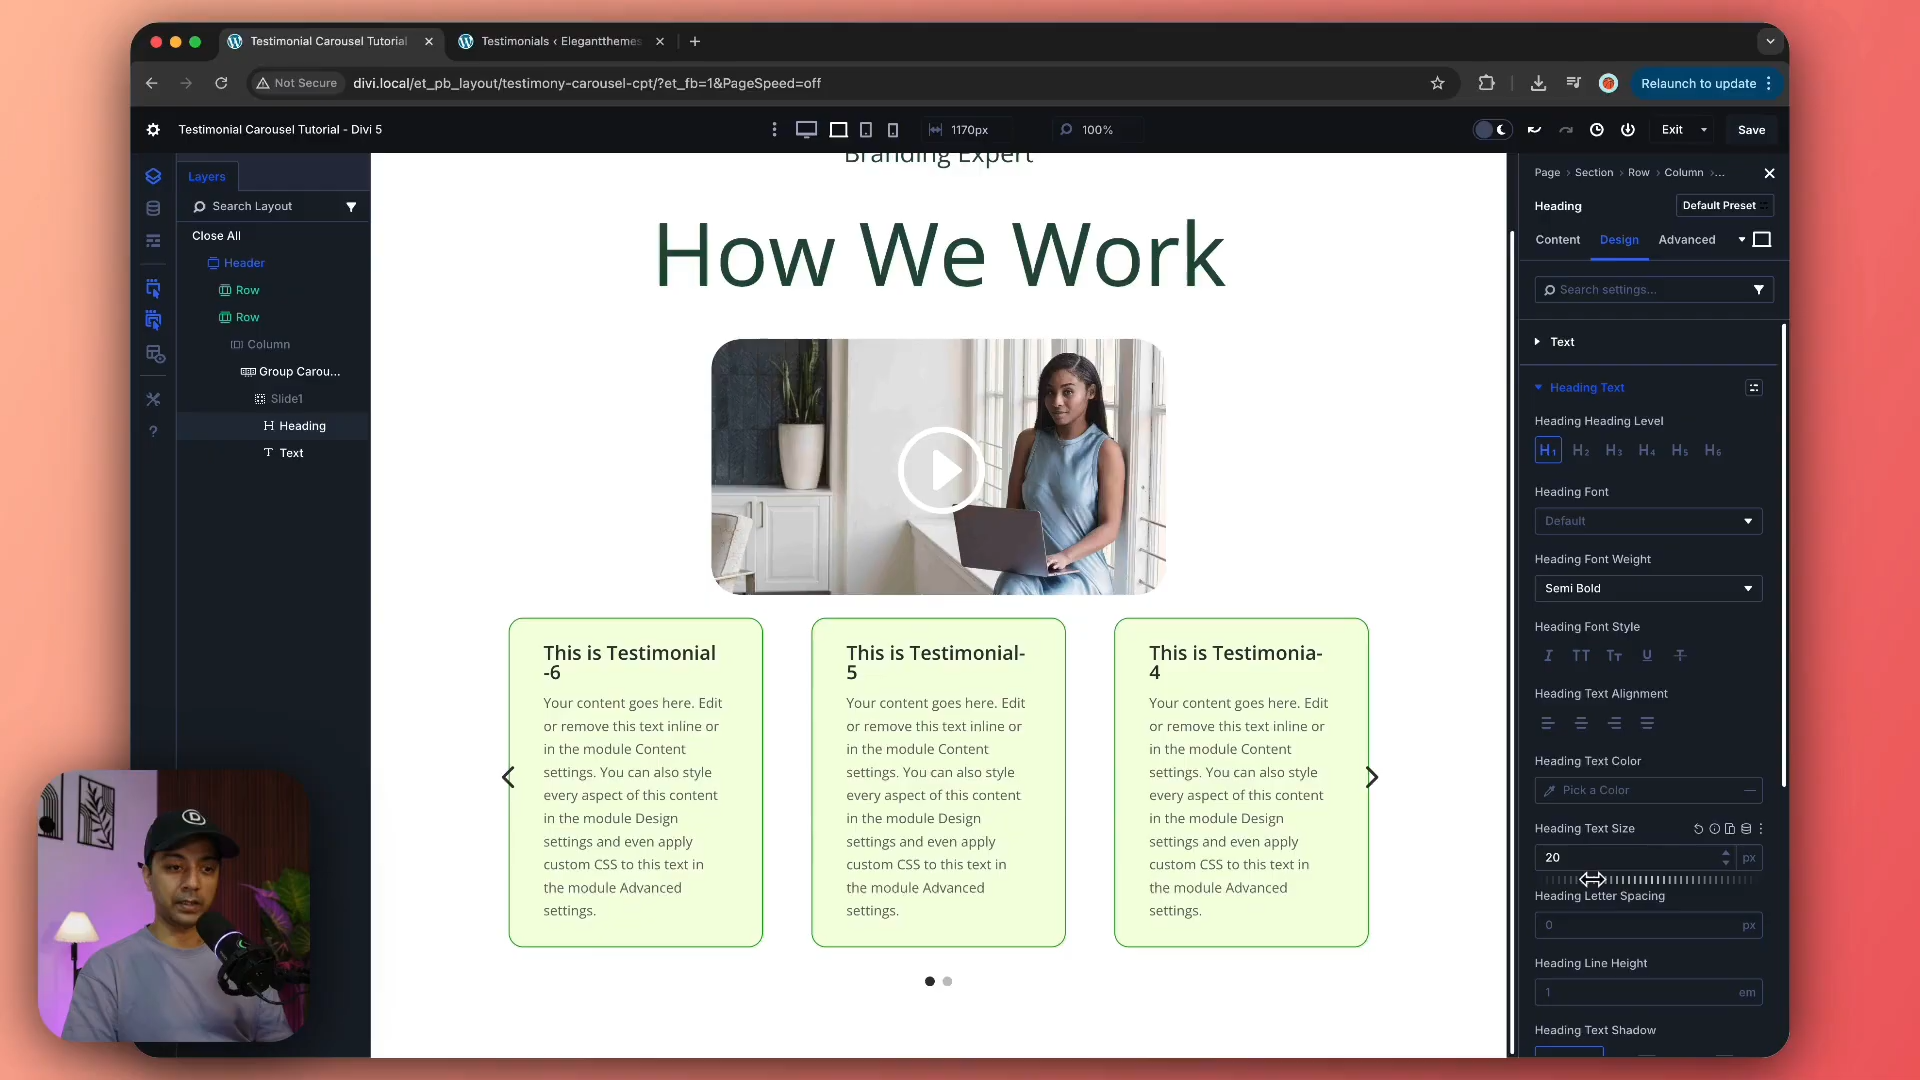 Testimonial Carousel Tutorial
Testimonials ‹ Elegantthemes
Not Secure
divi.local/et_pb_layout/testimony-carousel-cpt/?et_fb=1&PageSpeed=off
Relaunch to update
Testimonial Carousel Tutorial - Divi 5
1170px
100%
Exit
Save
Layers
Search Layout
Close All
Header
Row
Row
Column
Group Carou...
Slide1
Heading
Text
Branding Expert
How We Work
This is Testimonial
-6
Your content goes here. Edit
or remove this text inline or
in the module Content
settings. You can also style
every aspect of this content
in the module Design
settings and even apply
custom CSS to this text in
the module Advanced
settings.
This is Testimonial-
5
Your content goes here. Edit
or remove this text inline or
in the module Content
settings. You can also style
every aspect of this content
in the module Design
settings and even apply
custom CSS to this text in
the module Advanced
settings.
This is Testimonia-
4
Your content goes here. Edit
or remove this text inline or
in the module Content
settings. You can also style
every aspect of this content
in the module Design
settings and even apply
custom CSS to this text in
the module Advanced
settings.
Page › Section › Row › Column › ...
Heading
Default Preset
Content
Design
Advanced
Search settings...
Text
Heading Text
Heading Heading Level
H1 H2 H3 H4 H5 H6
Heading Font
Default
Heading Font Weight
Semi Bold
Heading Font Style
I TT Tт U T
Heading Text Alignment
Heading Text Color
Pick a Color
Heading Text Size
20 px
Heading Letter Spacing
0 px
Heading Line Height
1 em
Heading Text Shadow